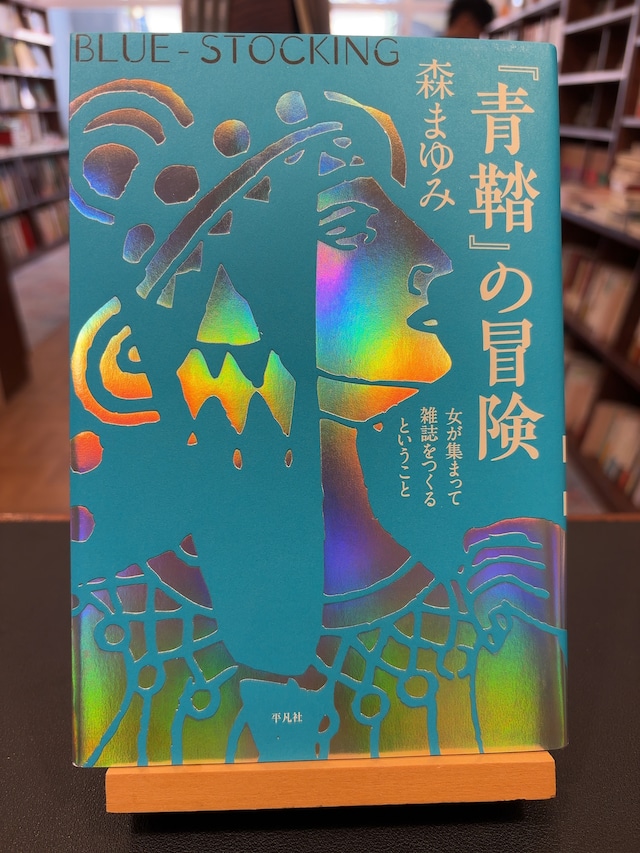 BLUE-STOCKING
『青鞜』の冒険
森まゆみ
女が集まって
雑誌をつくる
ということ
平凡社